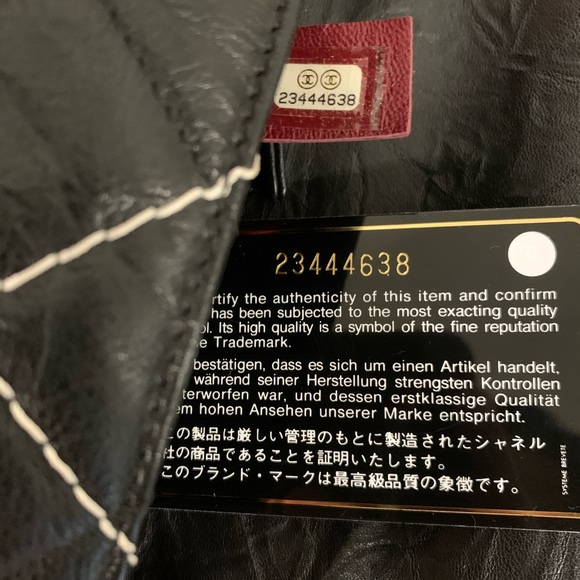 23444638
23444638
the authenticity of this item and confirm
has been subjected to the most exacting quality
Its high quality is a symbol of the fine reputation
Trademark.
bestätigen, dass es sich um einen Artikel handelt,
während seiner Herstellung strengsten Kontrollen
war, und dessen erstklassige Qualität
hohen Ansehen unserer Marke entspricht.
この製品は厳しい管理のもとに製造されたシャネル
社の商品であることを証明いたします。
このブランド・マークは最高級品質の象徴です。
SYSTEME BREVETE